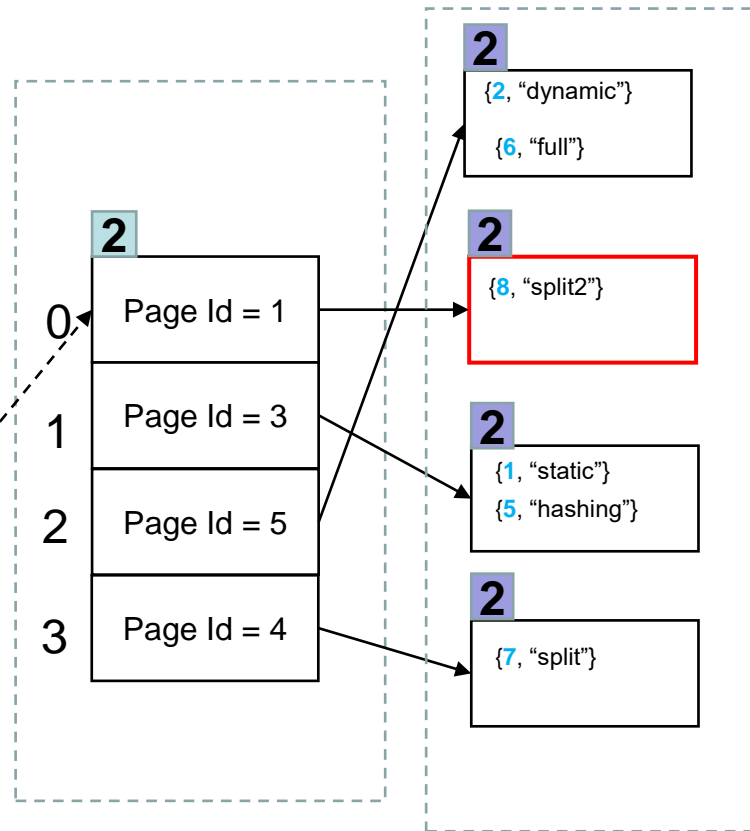 2
0
Page Id = 1
1
Page Id = 3
2
Page Id = 5
3
Page Id = 4
2
{2, “dynamic”}
{6, “full”}
2
{8, “split2”}
2
{1, “static”}
{5, “hashing”}
2
{7, “split”}